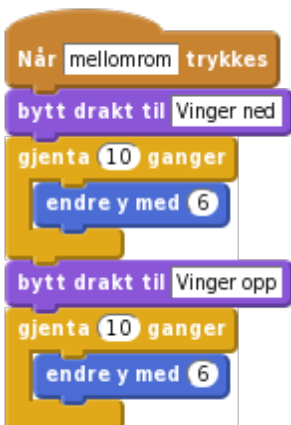 Når mellomrom trykkes
bytt drakt til Vinger ned
gjenta 10 ganger
endre y med 6
bytt drakt til Vinger opp
gjenta 10 ganger
endre y med 6